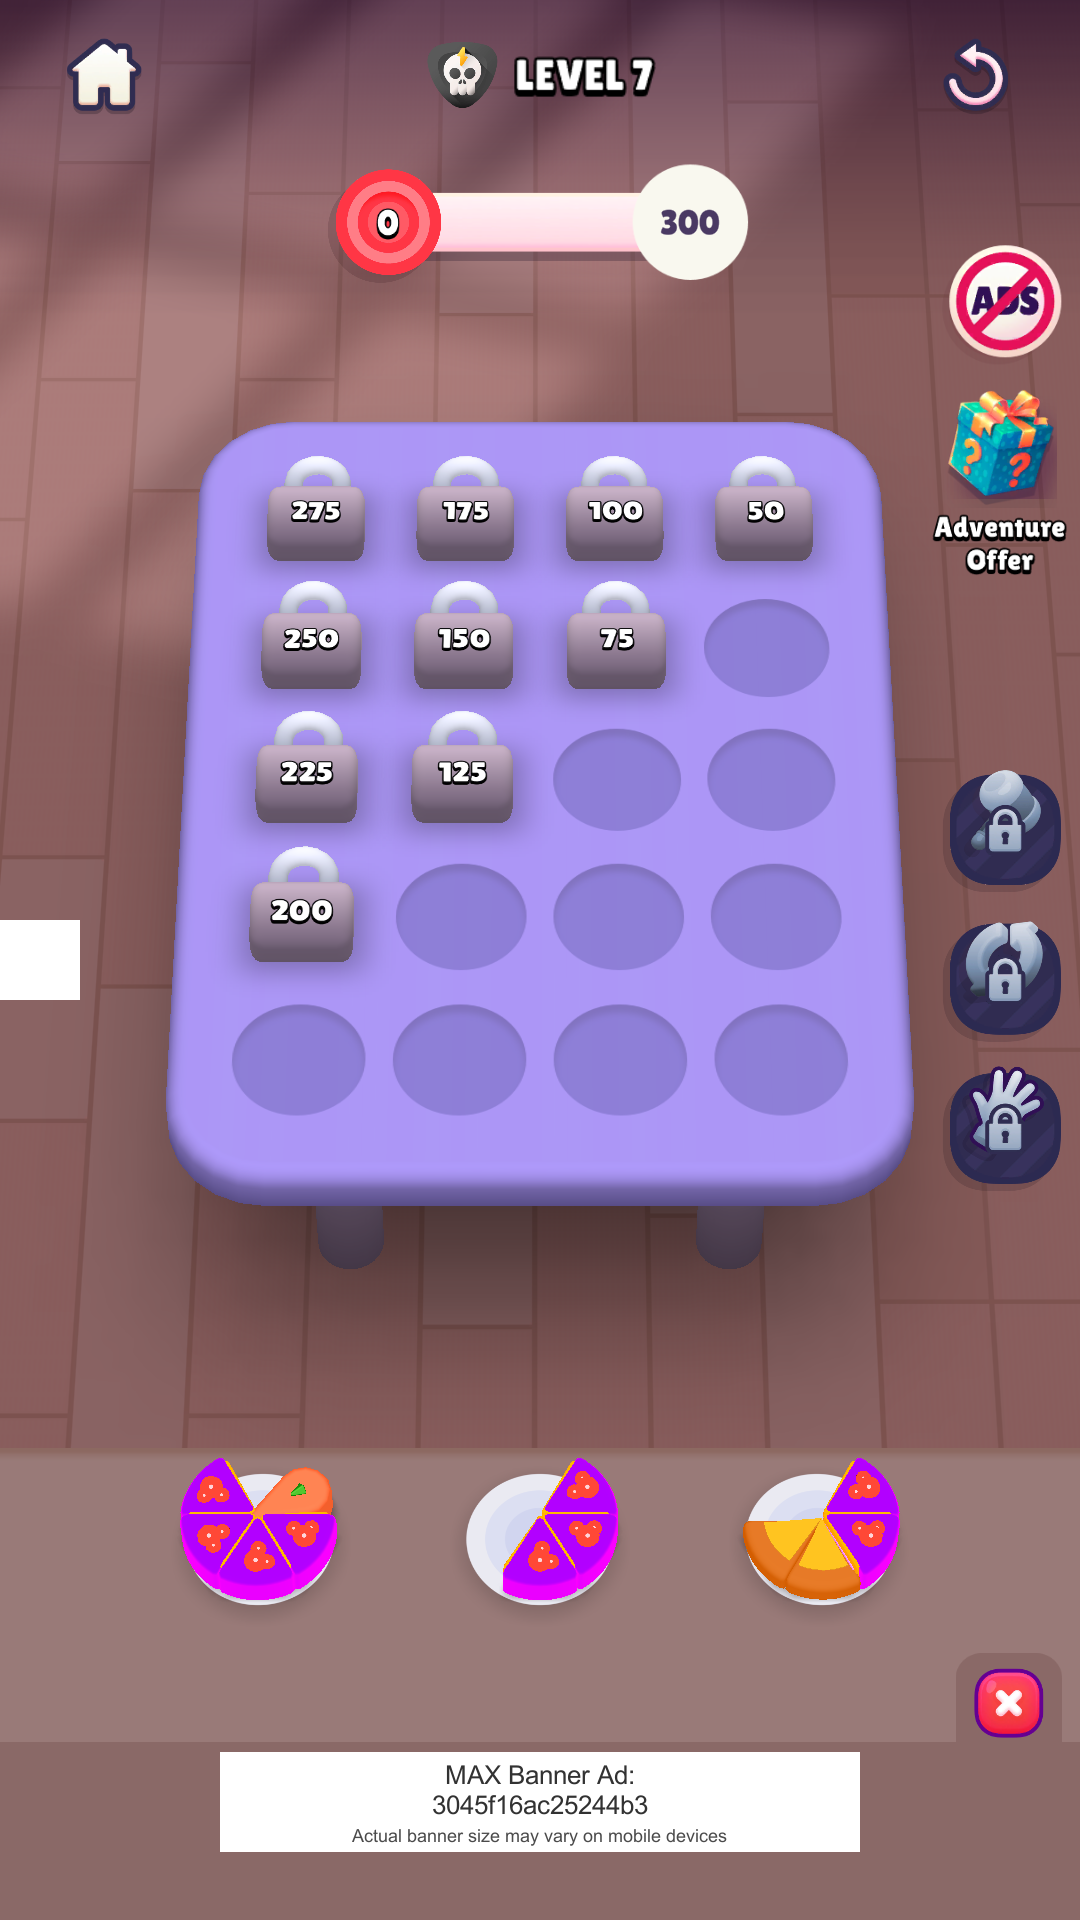 LEVEL 7
0
300
ADS
? ?
Adventure
Offer
275 175 100 50
250 150 75
225 125
200
MAX Banner Ad:
3045f16ac25244b3
Actual banner size may vary on mobile devices